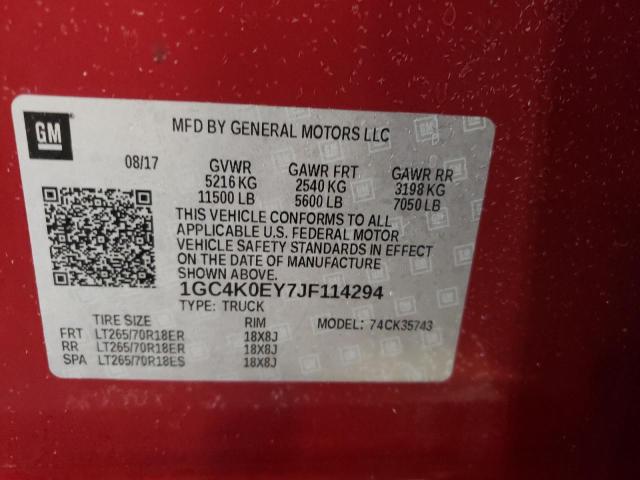 GM
MFD BY GENERAL MOTORS LLC
08/17 GVWR GAWR FRT GAWR RR
5216 KG 2540 KG 3198 KG
11500 LB 5600 LB 7050 LB
THIS VEHICLE CONFORMS TO ALL
APPLICABLE U.S. FEDERAL MOTOR
VEHICLE SAFETY STANDARDS IN EFFECT
ON THE DATE OF MANUFACTURE
SHOWN ABOVE.
1GC4K0EY7JF114294
TYPE: TRUCK
TIRE SIZE RIM MODEL: 74CK35743
FRT LT265/70R18ER 18X8J
RR LT265/70R18ER 18X8J
SPA LT265/70R18ES 18X8J